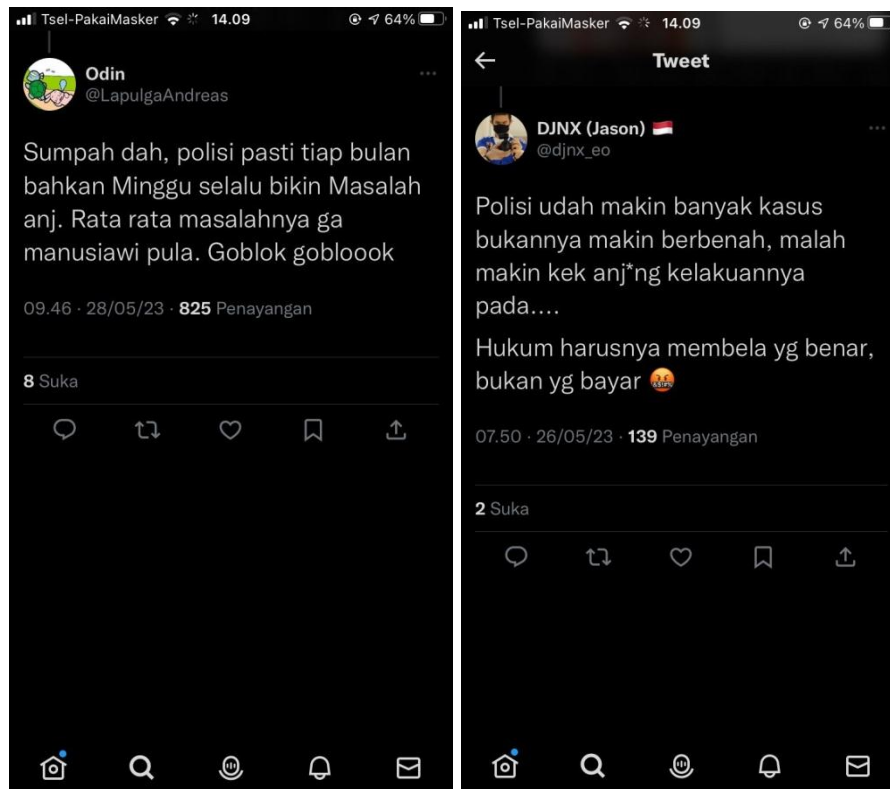 Tsel-PakaiMasker 14.09 64%
Odin
@LapulgaAndreas
Sumpah dah, polisi pasti tiap bulan
bahkan Minggu selalu bikin Masalah
anj. Rata rata masalahnya ga
manusiawi pula. Goblok gobloook
09.46 · 28/05/23 · 825 Penayangan
8 Suka
Tsel-PakaiMasker 14.09 64%
Tweet
DJNX (Jason) 🇮🇩
@djnx_eo
Polisi udah makin banyak kasus
bukannya makin berbenah, malah
makin kek anj*ng kelakuannya
pada....
Hukum harusnya membela yg benar,
bukan yg bayar 🤬
07.50 · 26/05/23 · 139 Penayangan
2 Suka